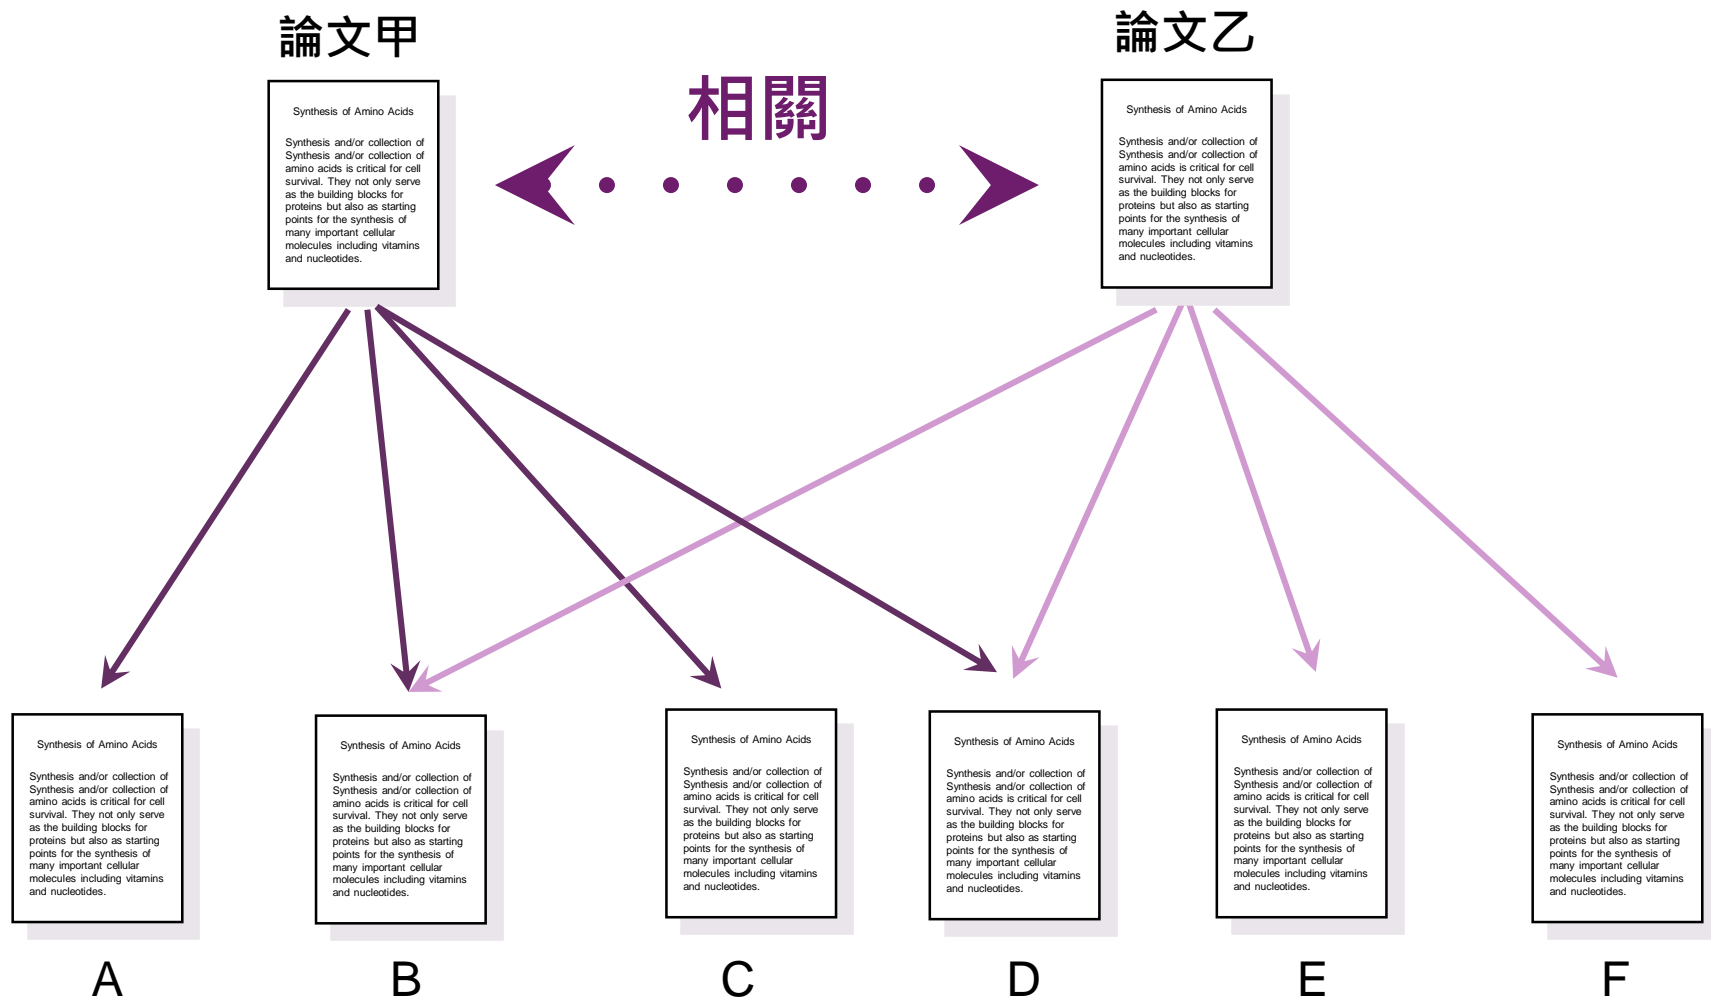 論文甲
論文乙
相關
Synthesis of Amino Acids
Synthesis and/or collection of
Synthesis and/or collection of
amino acids is critical for cell
survival. They not only serve
as the building blocks for
proteins but also as starting
points for the synthesis of
many important cellular
molecules including vitamins
and nucleotides.
Synthesis of Amino Acids
Synthesis and/or collection of
Synthesis and/or collection of
amino acids is critical for cell
survival. They not only serve
as the building blocks for
proteins but also as starting
points for the synthesis of
many important cellular
molecules including vitamins
and nucleotides.
Synthesis of Amino Acids
Synthesis and/or collection of
Synthesis and/or collection of
amino acids is critical for cell
survival. They not only serve
as the building blocks for
proteins but also as starting
points for the synthesis of
many important cellular
molecules including vitamins
and nucleotides.
Synthesis of Amino Acids
Synthesis and/or collection of
Synthesis and/or collection of
amino acids is critical for cell
survival. They not only serve
as the building blocks for
proteins but also as starting
points for the synthesis of
many important cellular
molecules including vitamins
and nucleotides.
Synthesis of Amino Acids
Synthesis and/or collection of
Synthesis and/or collection of
amino acids is critical for cell
survival. They not only serve
as the building blocks for
proteins but also as starting
points for the synthesis of
many important cellular
molecules including vitamins
and nucleotides.
Synthesis of Amino Acids
Synthesis and/or collection of
Synthesis and/or collection of
amino acids is critical for cell
survival. They not only serve
as the building blocks for
proteins but also as starting
points for the synthesis of
many important cellular
molecules including vitamins
and nucleotides.
Synthesis of Amino Acids
Synthesis and/or collection of
Synthesis and/or collection of
amino acids is critical for cell
survival. They not only serve
as the building blocks for
proteins but also as starting
points for the synthesis of
many important cellular
molecules including vitamins
and nucleotides.
Synthesis of Amino Acids
Synthesis and/or collection of
Synthesis and/or collection of
amino acids is critical for cell
survival. They not only serve
as the building blocks for
proteins but also as starting
points for the synthesis of
many important cellular
molecules including vitamins
and nucleotides.
A
B
C
D
E
F